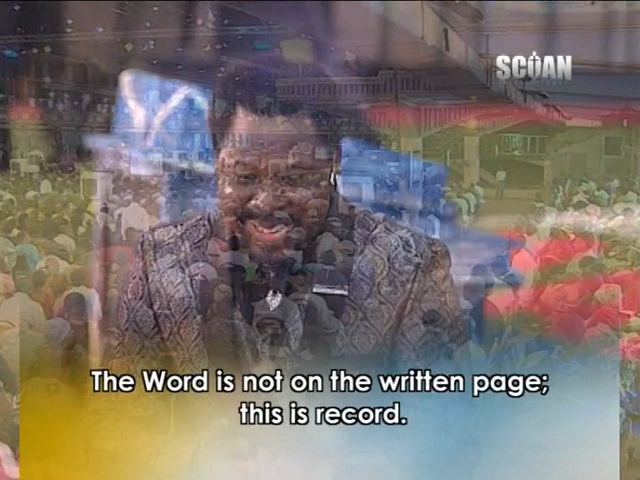 SCOAN
The Word is not on the written page;
this is record.